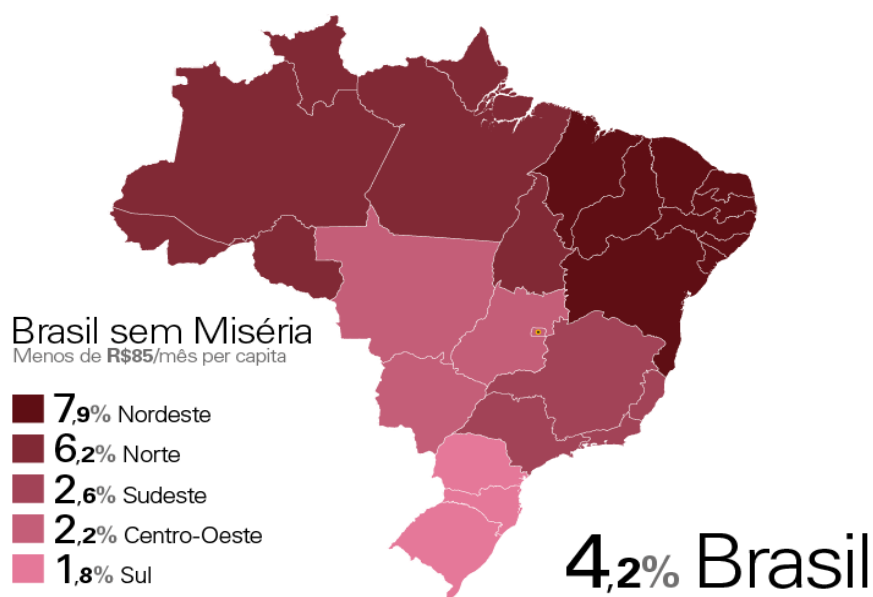 Brasil sem Miséria
Menos de R$85/mês per capita
7,9% Nordeste
6,2% Norte
2,6% Sudeste
2,2% Centro-Oeste
1,8% Sul
4,2% Brasil